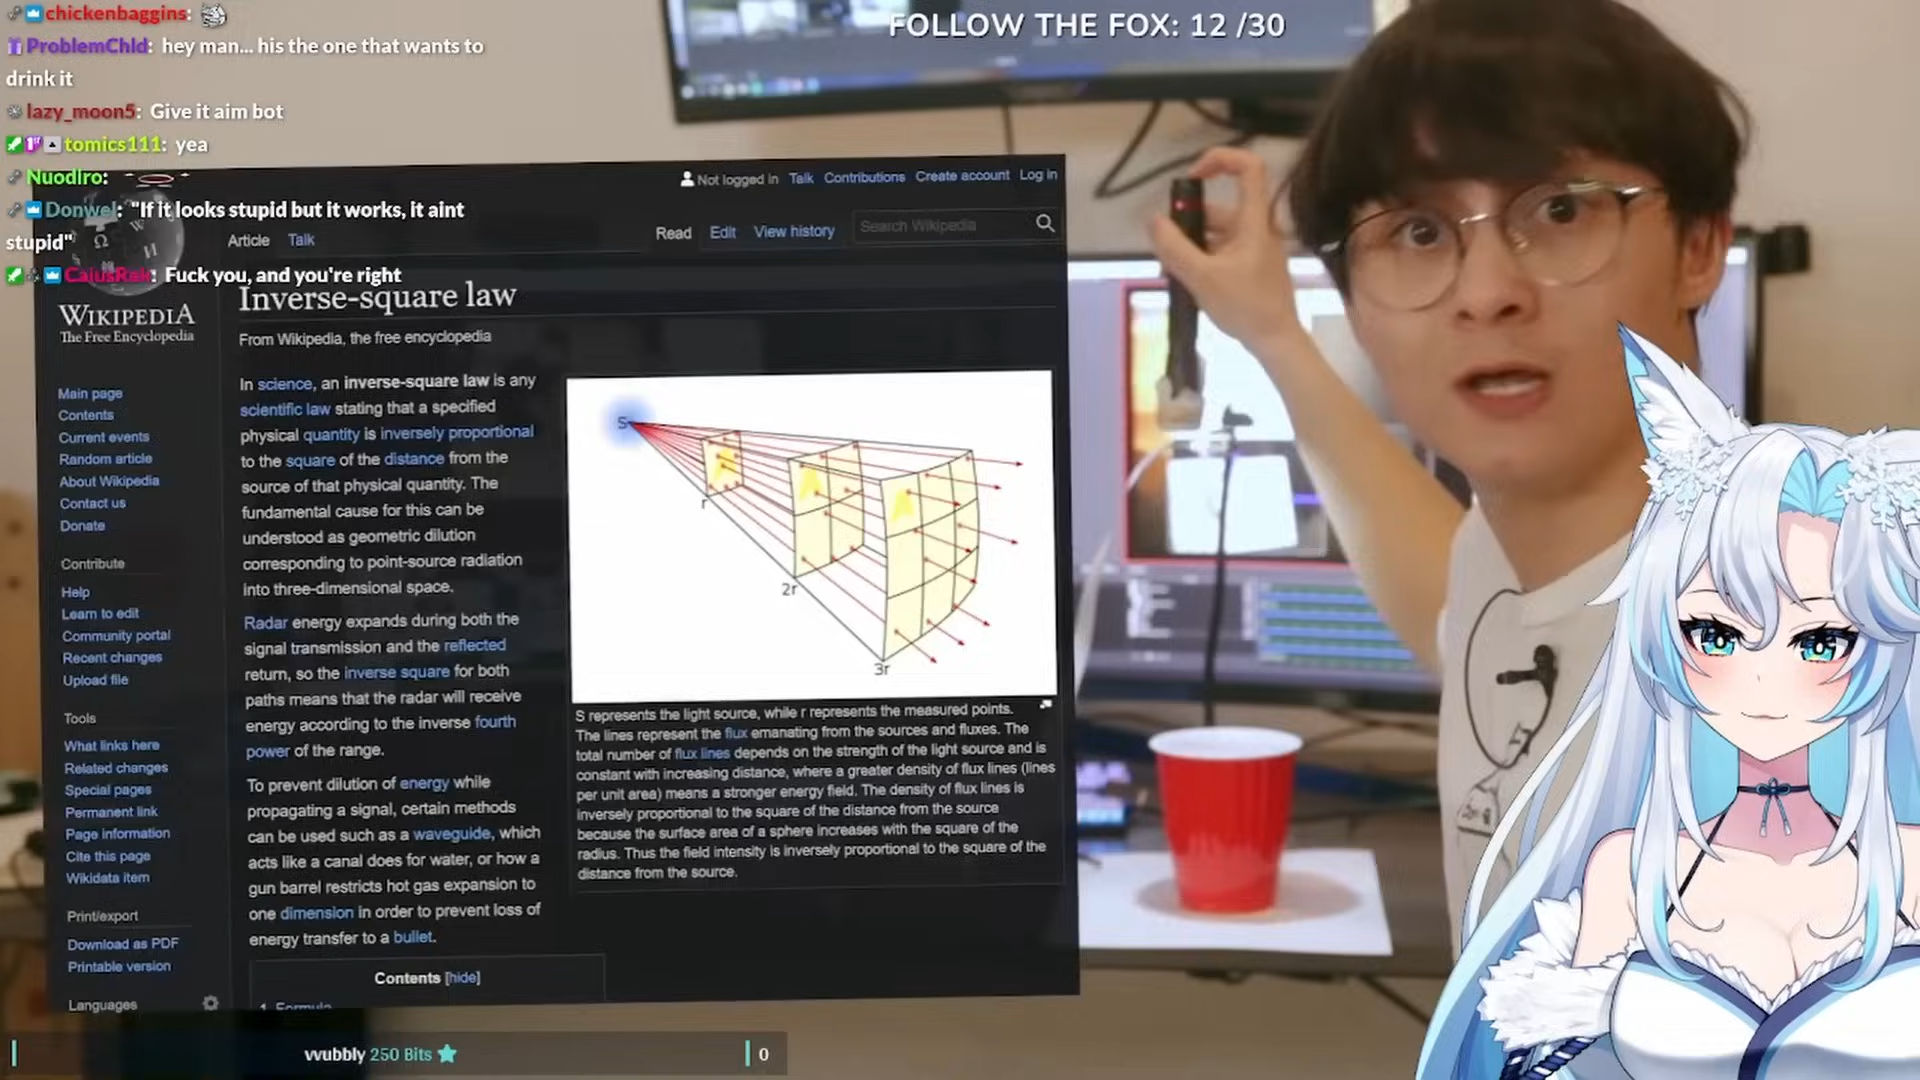 chickenbaggins:
ProblemChld: hey man... his the one that wants to
drink it
lazy_moon5: Give it aim bot
tomics111: yea
Nuodlro:
Donwel: "If it looks stupid but it works, it aint
stupid"
CaiusRak: Fuck you, and you're right
FOLLOW THE FOX: 12 /30
Not logged in Talk Contributions Create account Log in
Article Talk
Read Edit View history Search Wikipedia
WIKIPEDIA
The Free Encyclopedia
Main page
Contents
Current events
Random article
About Wikipedia
Contact us
Donate
Contribute
Help
Learn to edit
Community portal
Recent changes
Upload file
Tools
What links here
Related changes
Special pages
Permanent link
Page information
Cite this page
Wikidata item
Print/export
Download as PDF
Printable version
Languages
Inverse-square law
From Wikipedia, the free encyclopedia
In science, an inverse-square law is any
scientific law stating that a specified
physical quantity is inversely proportional
to the square of the distance from the
source of that physical quantity. The
fundamental cause for this can be
understood as geometric dilution
corresponding to point-source radiation
into three-dimensional space.
Radar energy expands during both the
signal transmission and the reflected
return, so the inverse square for both
paths means that the radar will receive
energy according to the inverse fourth
power of the range.
To prevent dilution of energy while
propagating a signal, certain methods
can be used such as a waveguide, which
acts like a canal does for water, or how a
gun barrel restricts hot gas expansion to
one dimension in order to prevent loss of
energy transfer to a bullet.
Contents [hide]
1 Formula
S
r
2r
3r
S represents the light source, while r represents the measured points.
The lines represent the flux emanating from the sources and fluxes. The
total number of flux lines depends on the strength of the light source and is
constant with increasing distance, where a greater density of flux lines (lines
per unit area) means a stronger energy field. The density of flux lines is
inversely proportional to the square of the distance from the source
because the surface area of a sphere increases with the square of the
radius. Thus the field intensity is inversely proportional to the square of the
distance from the source.
vvubbly 250 Bits
0